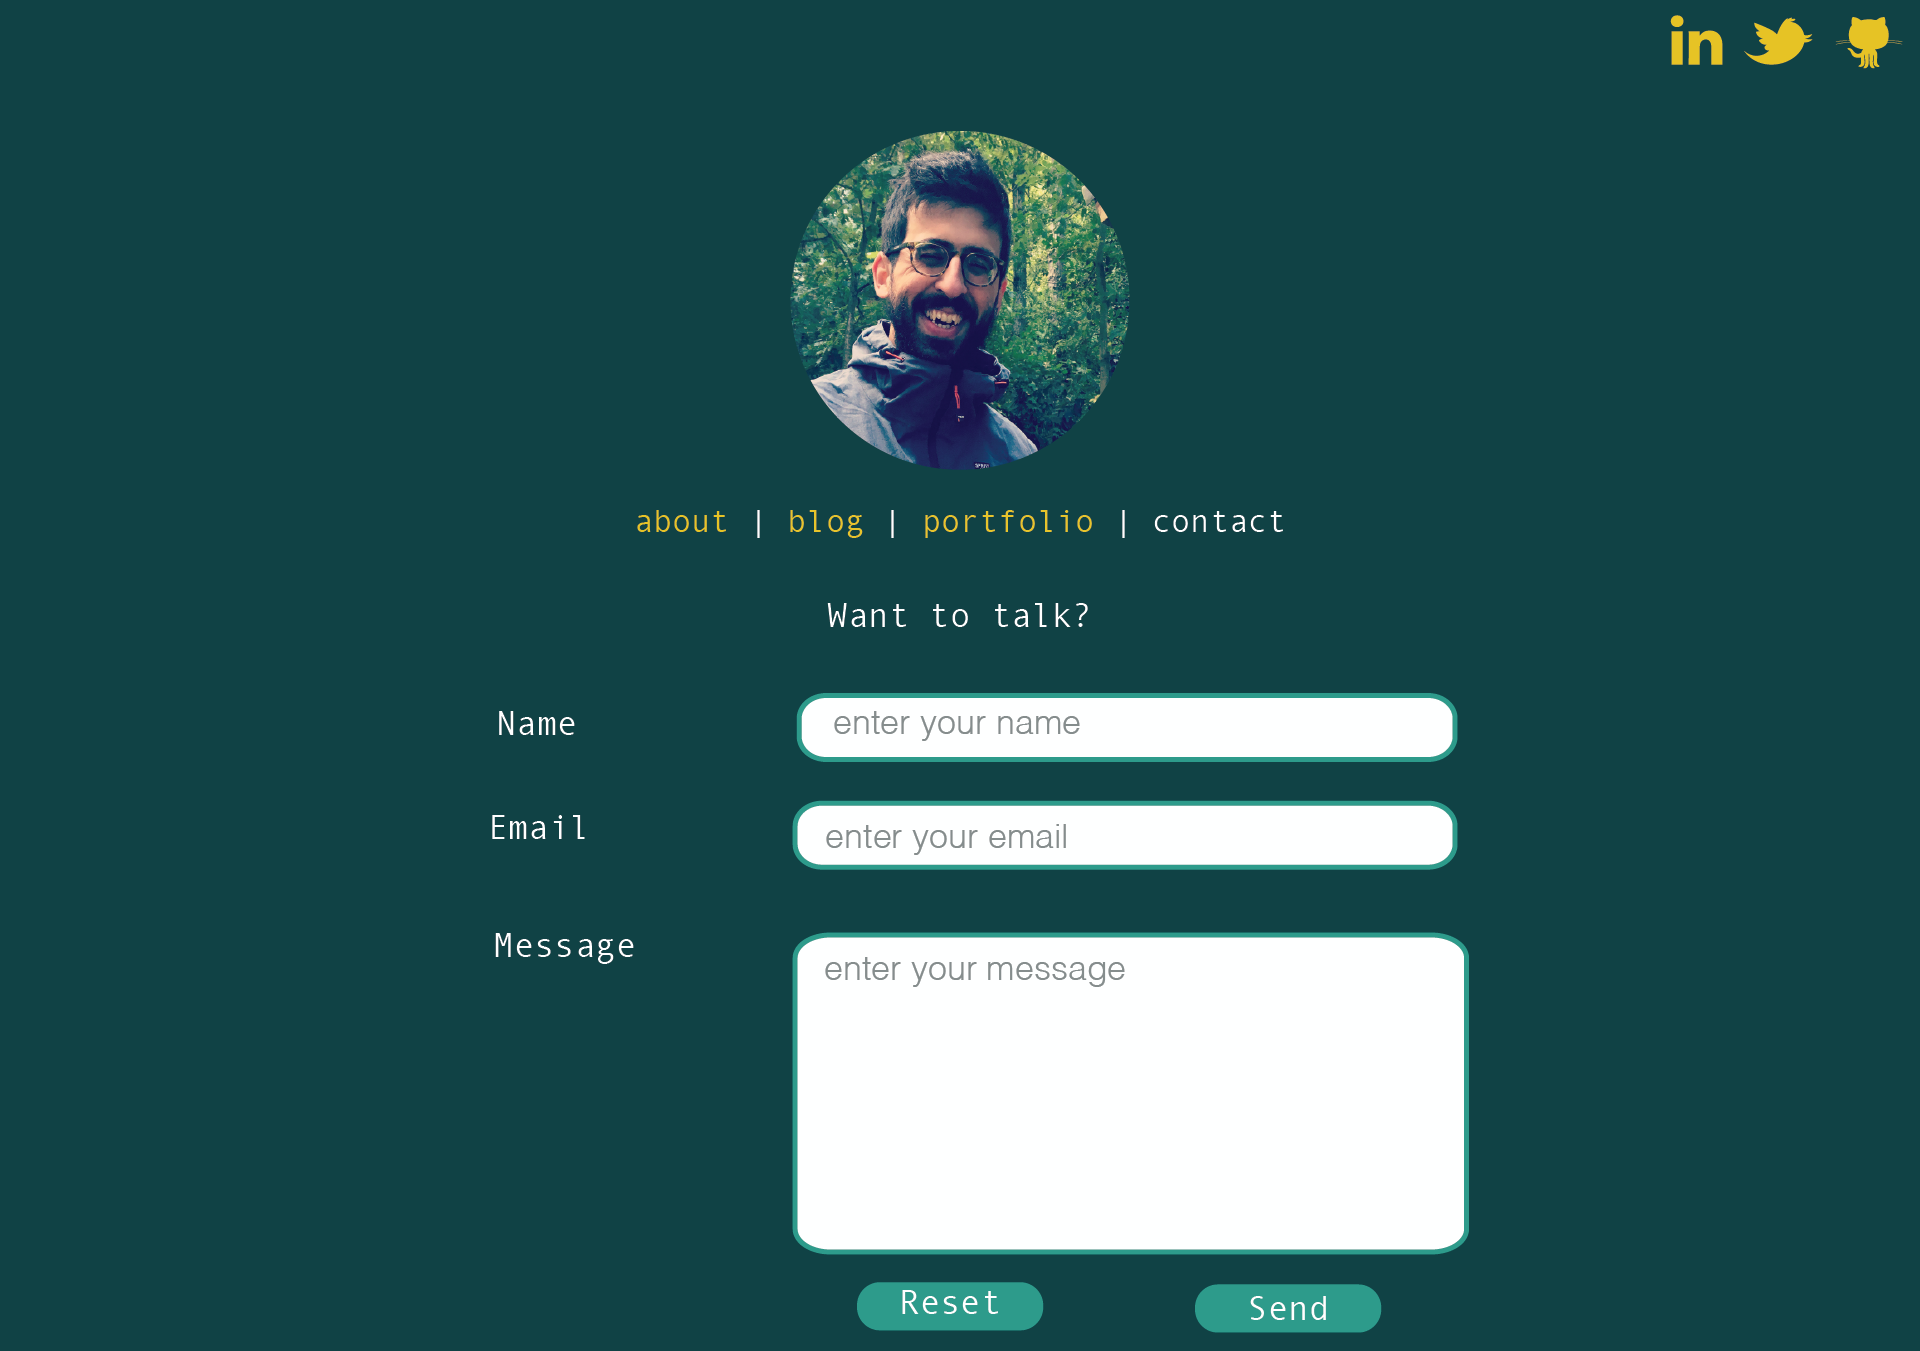 in
about | blog | portfolio | contact
Want to talk?
Name
enter your name
Email
enter your email
Message
enter your message
Reset
Send